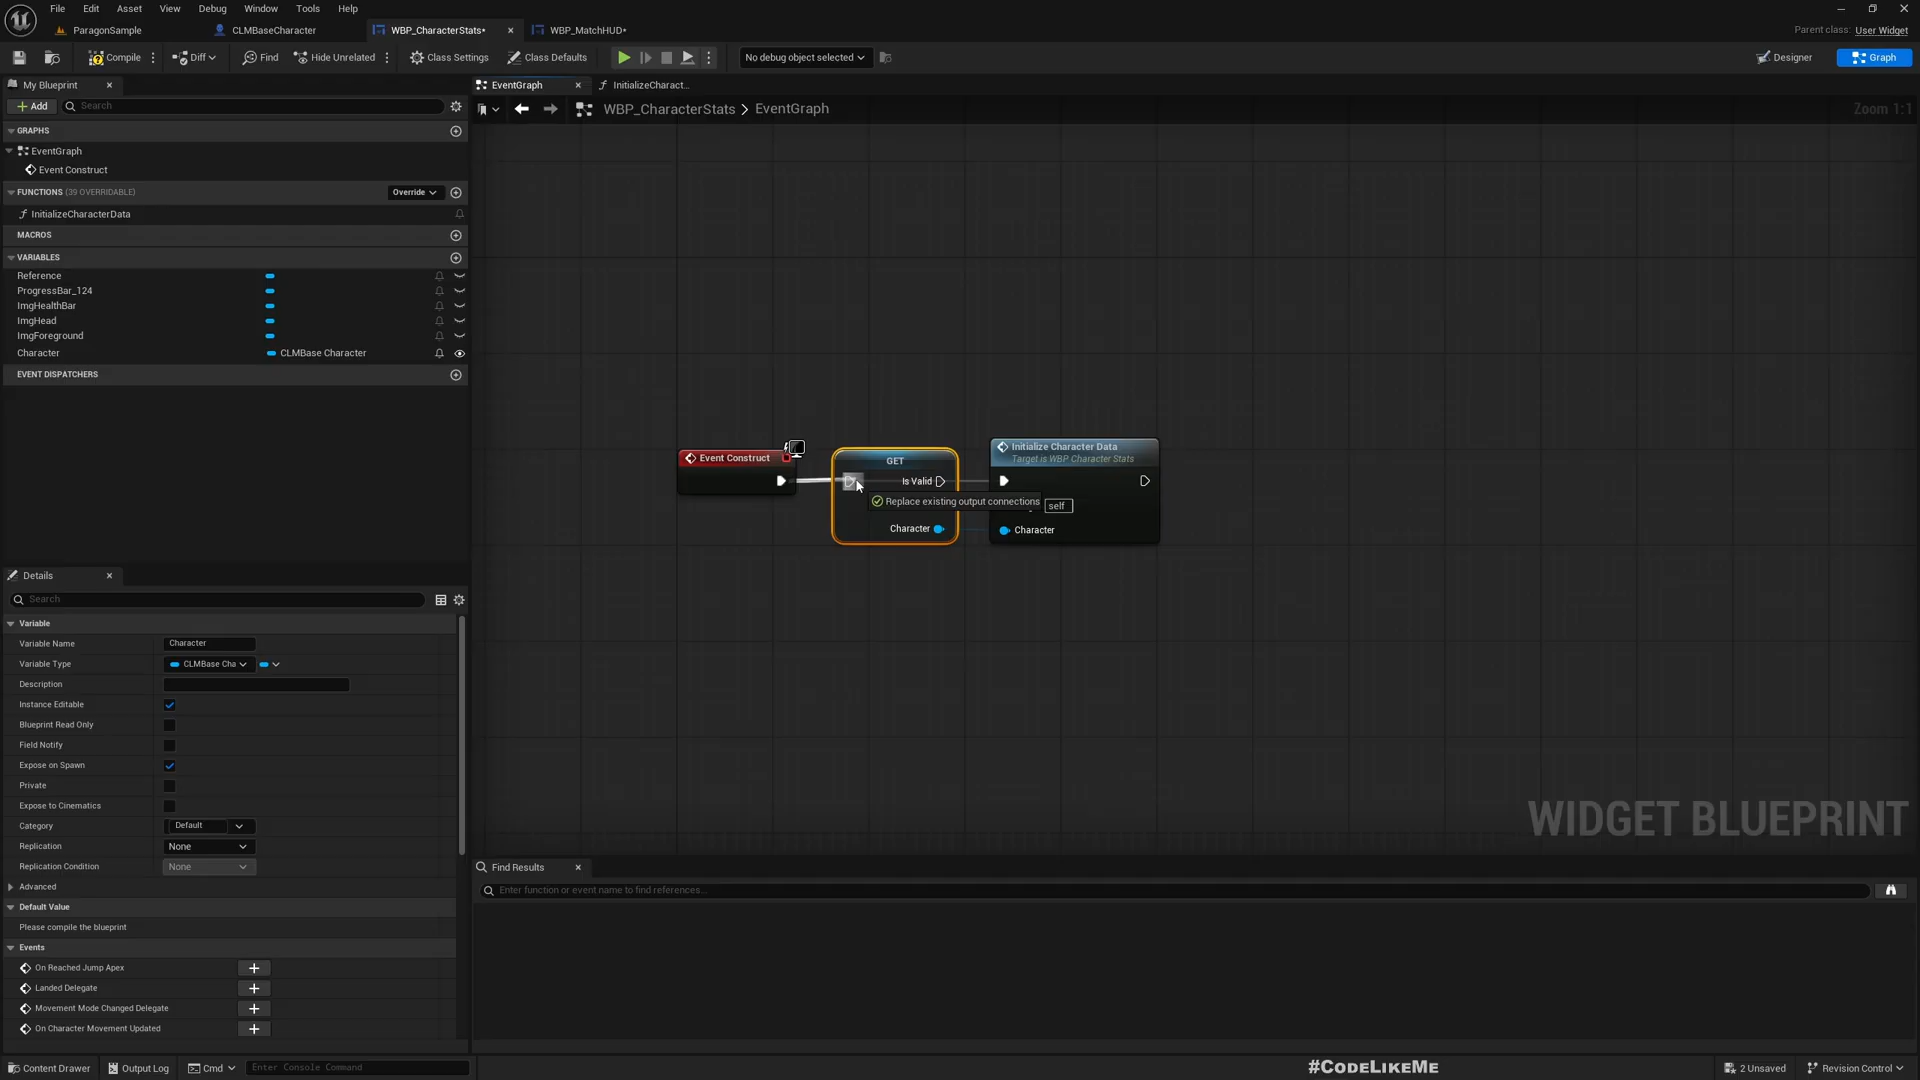 File Edit Asset View Debug Window Tools Help
ParagonSample CLMBaseCharacter WBP_CharacterStats• WBP_MatchHUD•
Parent class: User Widget
Compile Diff Find Hide Unrelated Class Settings Class Defaults No debug object selected Designer Graph
My Blueprint
Add Search
GRAPHS
EventGraph
Event Construct
FUNCTIONS (39 OVERRIDABLE) Override
InitializeCharacterData
MACROS
VARIABLES
Reference
ProgressBar_124
ImgHealthBar
ImgHead
ImgForeground
Character CLMBase Character
EVENT DISPATCHERS
EventGraph InitializeCharact...
WBP_CharacterStats > EventGraph Zoom 1:1
Event Construct
GET
Is Valid
Character
Replace existing output connections
Initialize Character Data
Target is WBP Character Stats
self
Character
WIDGET BLUEPRINT
Details
Search
Variable
Variable Name Character
Variable Type CLMBase Cha
Description
Instance Editable
Blueprint Read Only
Field Notify
Expose on Spawn
Private
Expose to Cinematics
Category Default
Replication None
Replication Condition None
Advanced
Default Value
Please compile the blueprint
Events
On Reached Jump Apex
Landed Delegate
Movement Mode Changed Delegate
On Character Movement Updated
Find Results
Enter function or event name to find references...
Content Drawer Output Log Cmd Enter Console Command
#CODELIKEME
2 Unsaved Revision Control